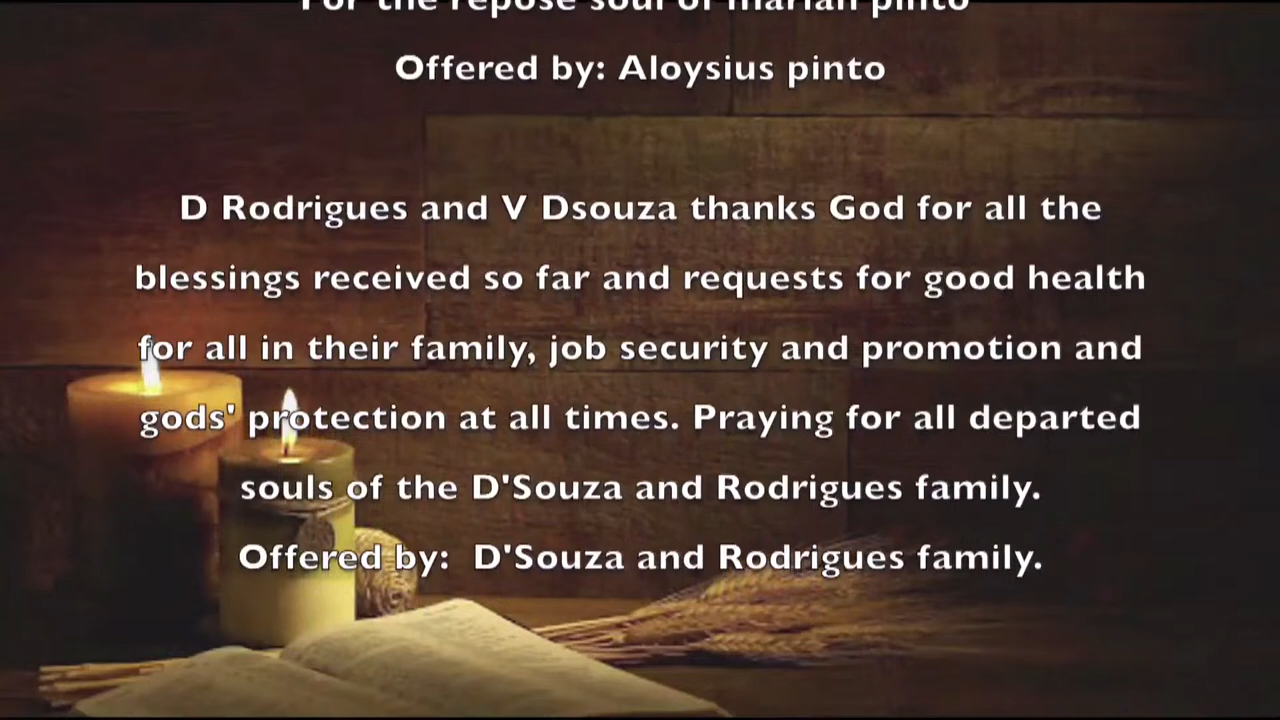 For the repose soul of marian pinto
Offered by: Aloysius pinto
D Rodrigues and V Dsouza thanks God for all the
blessings received so far and requests for good health
for all in their family, job security and promotion and
gods' protection at all times. Praying for all departed
souls of the D'Souza and Rodrigues family.
Offered by:  D'Souza and Rodrigues family.